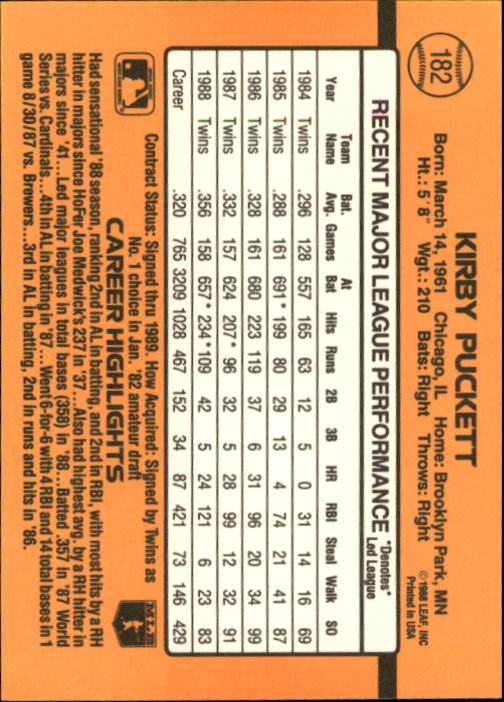 182
KIRBY PUCKETT
Born: March 14, 1961 Chicago, IL Home: Brooklyn Park, MN
Ht.: 5' 8" Wgt.: 210 Bats: Right Throws: Right
©1988 LEAF, INC
Printed in USA
RECENT MAJOR LEAGUE PERFORMANCE *Denotes* Led League
Year Team Name Bat. Avg. Games At Bat Hits Runs 2B 3B HR RBI Steal Walk SO
1984 Twins .296 128 557 165 63 12 5 0 31 14 16 69
1985 Twins .288 161 691* 199 80 29 13 4 74 21 41 87
1986 Twins .328 161 680 223 119 37 6 31 96 20 34 99
1987 Twins .332 157 624 207* 96 32 5 28 99 12 32 91
1988 Twins .356 158 657* 234* 109 42 5 24 121 6 23 83
Career .320 765 3209 1028 467 152 34 87 421 73 146 429
Contract Status: Signed thru 1989. How Acquired: Signed by Twins as
No. 1 choice in Jan. '82 amateur draft
MLB
CAREER HIGHLIGHTS
Had sensational '88 season, ranking 2nd in AL in batting, and 2nd in RBI, with most hits by a RH
hitter in majors since HoFer Joe Medwick's 237 in '37...Also had highest avg. by a RH hitter in
majors since '41...Led major leagues in total bases (358) in '88...Batted .357 in '87 World
Series vs. Cardinals...4th in AL in batting in '87...Went 6-for-6 with 4 RBI and 14 total bases in 1
game 8/30/87 vs. Brewers...3rd in AL in batting, 2nd in runs and hits in '86.